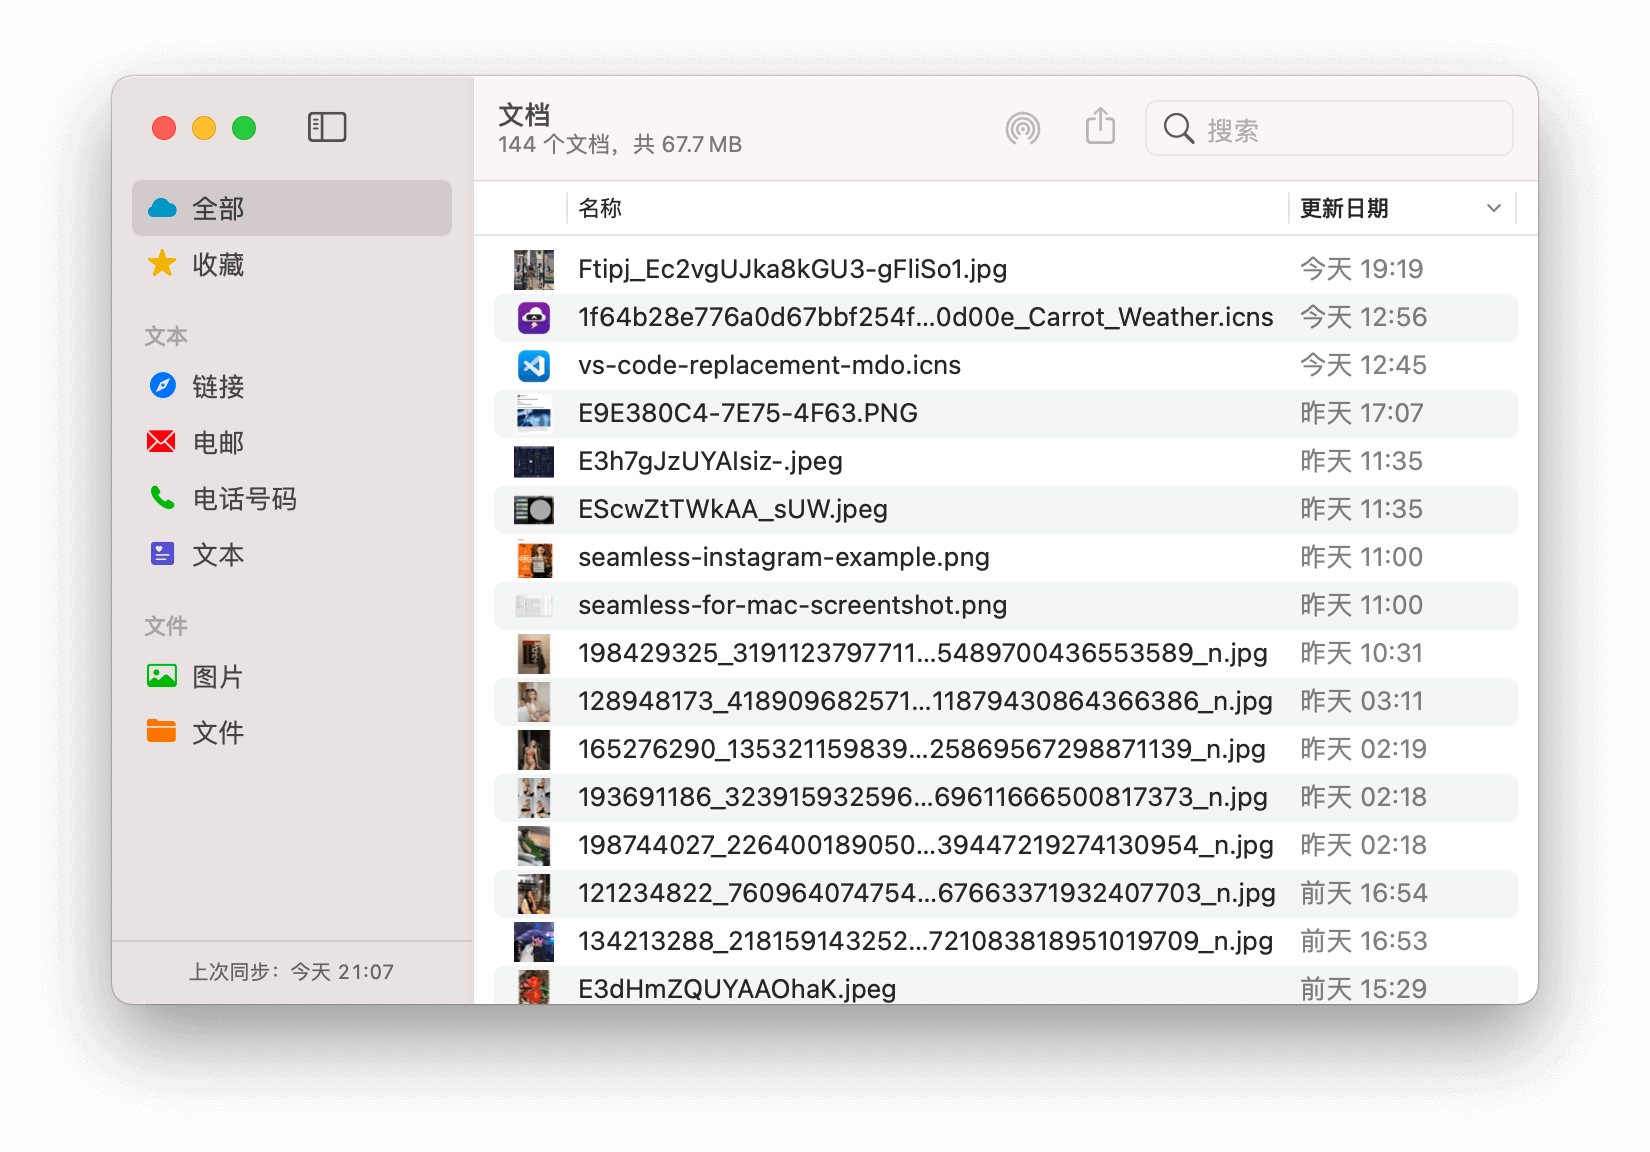 文档
144 个文档，共 67.7 MB
搜索
全部
收藏
文本
链接
电邮
电话号码
文本
文件
图片
文件
上次同步：今天 21:07
名称 更新日期
Ftipj_Ec2vgUJka8kGU3-gFliSo1.jpg 今天 19:19
1f64b28e776a0d67bbf254f...0d00e_Carrot_Weather.icns 今天 12:56
vs-code-replacement-mdo.icns 今天 12:45
E9E380C4-7E75-4F63.PNG 昨天 17:07
E3h7gJzUYAIsiz-.jpeg 昨天 11:35
EScwZtTWkAA_sUW.jpeg 昨天 11:35
seamless-instagram-example.png 昨天 11:00
seamless-for-mac-screentshot.png 昨天 11:00
198429325_3191123797711...5489700436553589_n.jpg 昨天 10:31
128948173_418909682571...11879430864366386_n.jpg 昨天 03:11
165276290_135321159839...25869567298871139_n.jpg 昨天 02:19
193691186_323915932596...69611666500817373_n.jpg 昨天 02:18
198744027_226400189050...39447219274130954_n.jpg 昨天 02:18
121234822_760964074754...67663371932407703_n.jpg 前天 16:54
134213288_218159143252...721083818951019709_n.jpg 前天 16:53
E3dHmZQUYAAOhaK.jpeg 前天 15:29